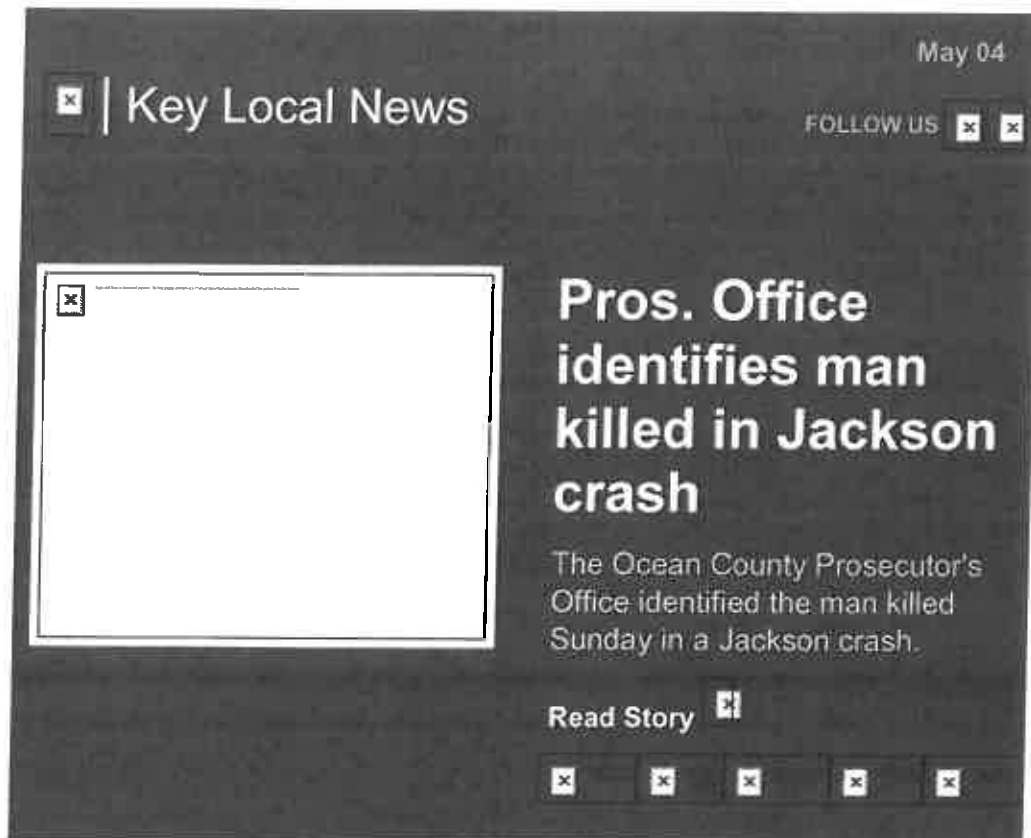 May 04
Key Local News
FOLLOW US
Pros. Office
identifies man
killed in Jackson
crash
The Ocean County Prosecutor's
Office identified the man killed
Sunday in a Jackson crash.
Read Story